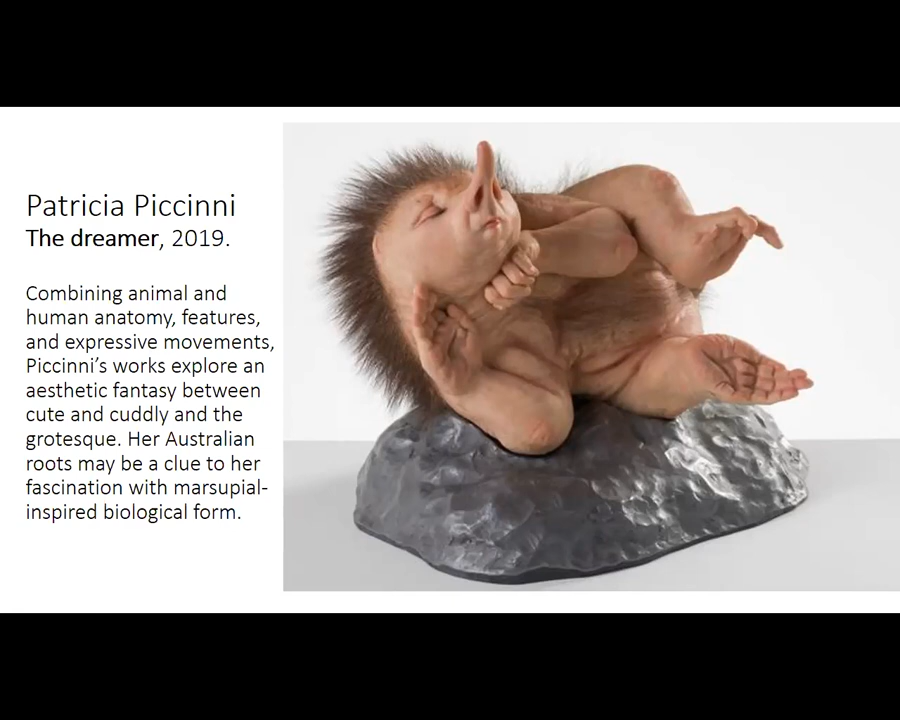 Patricia Piccinni
The dreamer, 2019.
Combining animal and
human anatomy, features,
and expressive movements,
Piccinni’s works explore an
aesthetic fantasy between
cute and cuddly and the
grotesque. Her Australian
roots may be a clue to her
fascination with marsupial-
inspired biological form.